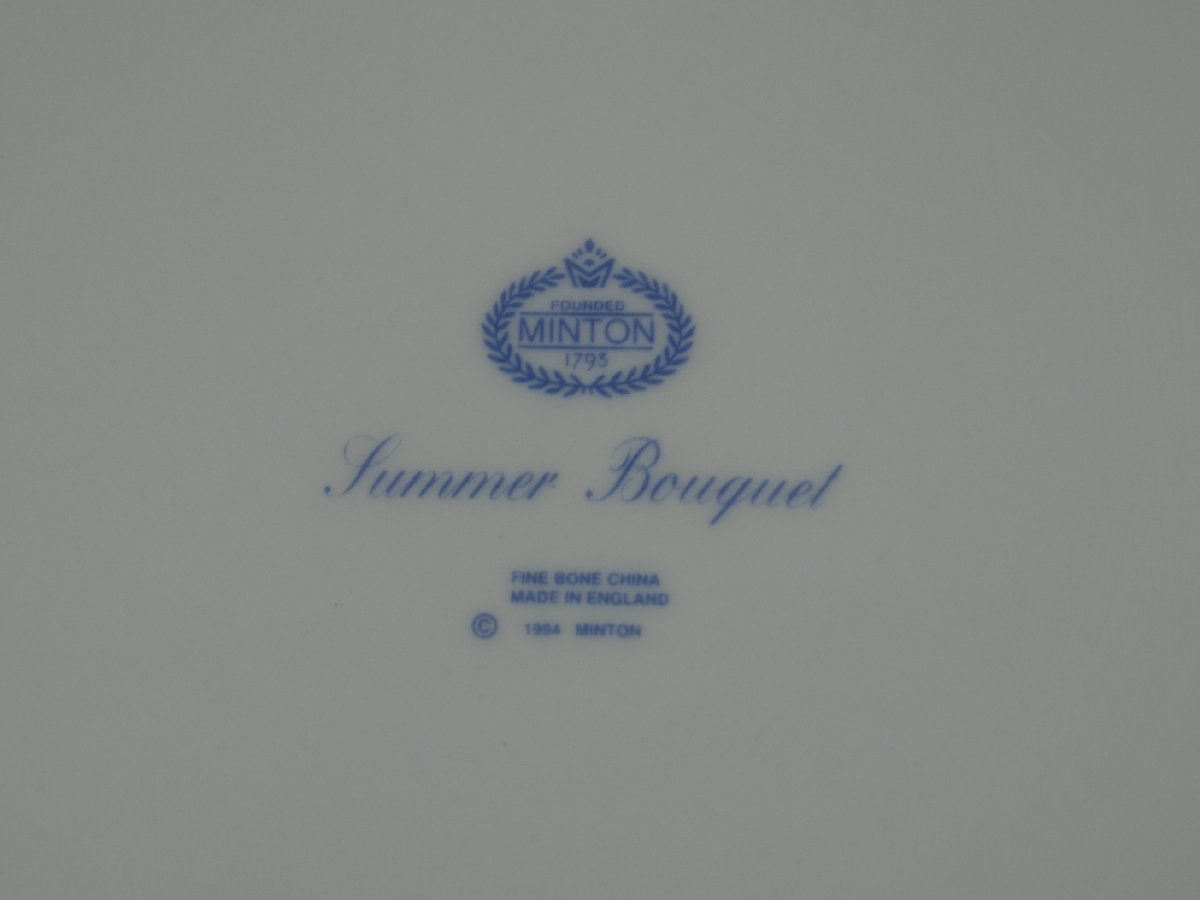 FOUNDED
MINTON
1793
Summer Bouquet
FINE BONE CHINA
MADE IN ENGLAND
© 1994 MINTON